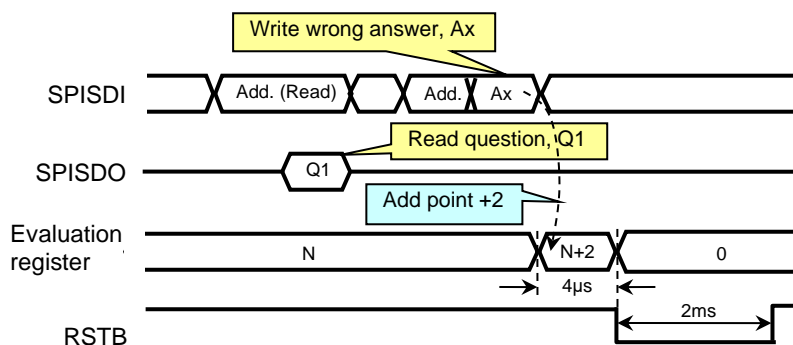 Write wrong answer, Ax
SPISDI
Add. (Read)
Add.
Ax
Read question, Q1
SPISDO
Q1
Add point +2
Evaluation
register
N
N+2
0
4µs
2ms
RSTB